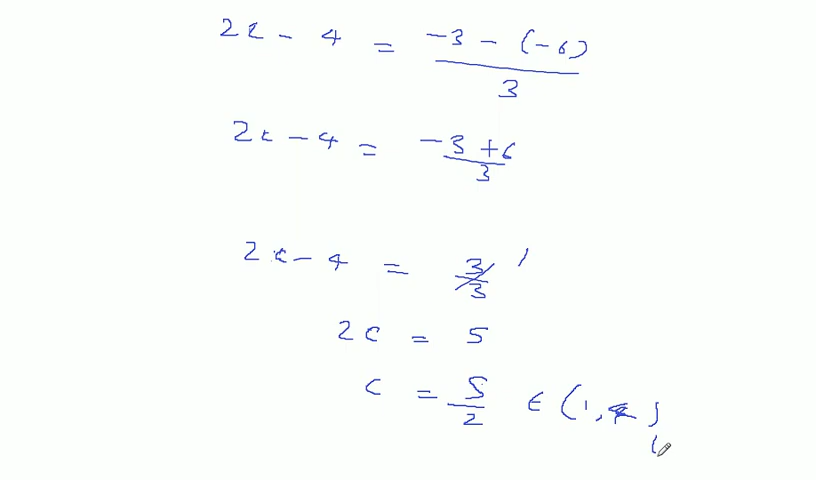 2c - 4 = -3 - (-6) / 3
2c - 4 = -3 + 6 / 3
2c - 4 = 3/3 1
2c = 5
c = 5/2 ∈ (1, 4)